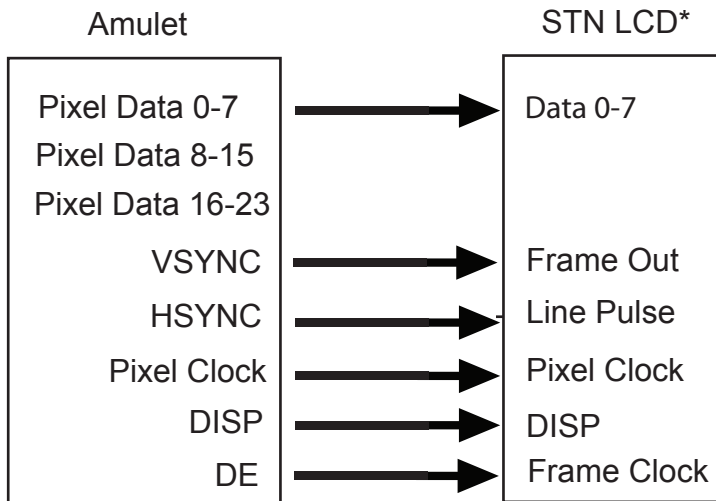 Amulet
STN LCD*
Pixel Data 0-7
Data 0-7
Pixel Data 8-15
Pixel Data 16-23
VSYNC
Frame Out
HSYNC
Line Pulse
Pixel Clock
Pixel Clock
DISP
DISP
DE
Frame Clock